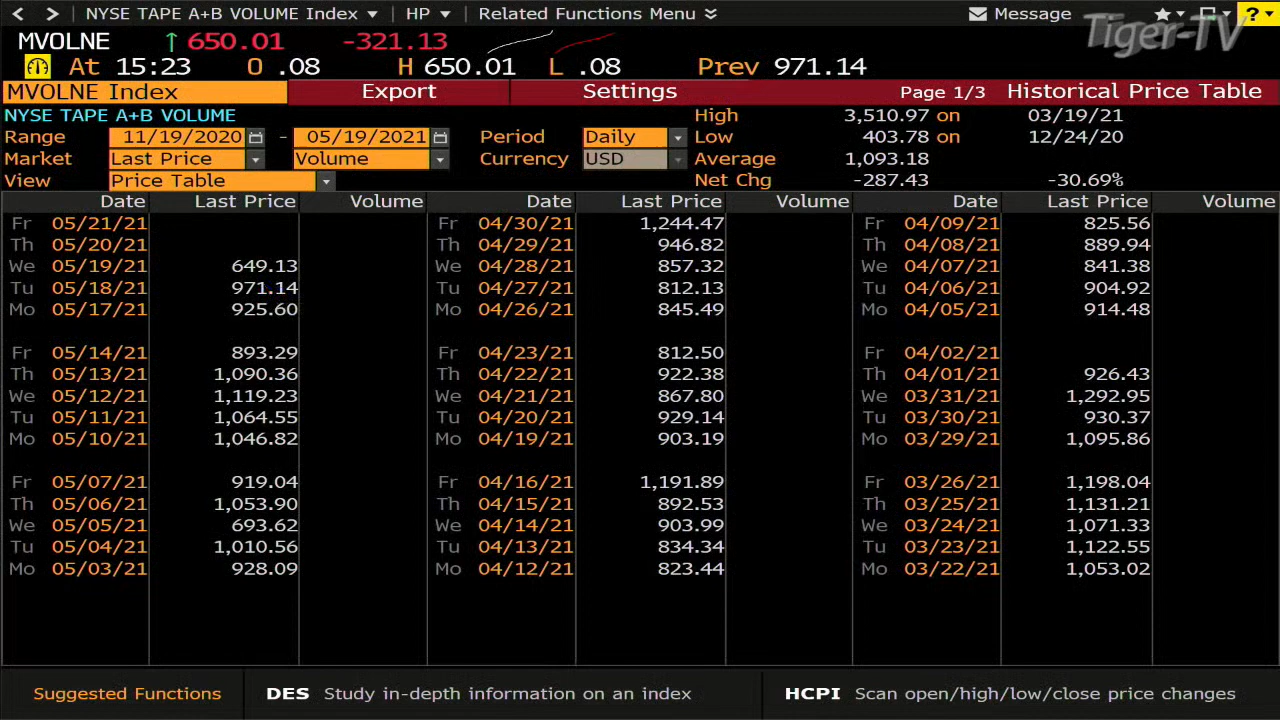 NYSE TAPE A+B VOLUME Index HP Related Functions Menu Message ?
Tiger-TV
MVOLNE 650.01 -321.13
At 15:23 O .08 H 650.01 L .08 Prev 971.14
MVOLNE Index Export Settings Page 1/3 Historical Price Table
NYSE TAPE A+B VOLUME High 3,510.97 on 03/19/21
Range 11/19/2020 - 05/19/2021 Period Daily Low 403.78 on 12/24/20
Market Last Price Volume Currency USD Average 1,093.18
View Price Table Net Chg -287.43 -30.69%
Date Last Price Volume Date Last Price Volume Date Last Price Volume
Fr 05/21/21 Fr 04/30/21 1,244.47 Fr 04/09/21 825.56
Th 05/20/21 Th 04/29/21 946.82 Th 04/08/21 889.94
We 05/19/21 649.13 We 04/28/21 857.32 We 04/07/21 841.38
Tu 05/18/21 971.14 Tu 04/27/21 812.13 Tu 04/06/21 904.92
Mo 05/17/21 925.60 Mo 04/26/21 845.49 Mo 04/05/21 914.48
Fr 05/14/21 893.29 Fr 04/23/21 812.50 Fr 04/02/21
Th 05/13/21 1,090.36 Th 04/22/21 922.38 Th 04/01/21 926.43
We 05/12/21 1,119.23 We 04/21/21 867.80 We 03/31/21 1,292.95
Tu 05/11/21 1,064.55 Tu 04/20/21 929.14 Tu 03/30/21 930.37
Mo 05/10/21 1,046.82 Mo 04/19/21 903.19 Mo 03/29/21 1,095.86
Fr 05/07/21 919.04 Fr 04/16/21 1,191.89 Fr 03/26/21 1,198.04
Th 05/06/21 1,053.90 Th 04/15/21 892.53 Th 03/25/21 1,131.21
We 05/05/21 693.62 We 04/14/21 903.99 We 03/24/21 1,071.33
Tu 05/04/21 1,010.56 Tu 04/13/21 834.34 Tu 03/23/21 1,122.55
Mo 05/03/21 928.09 Mo 04/12/21 823.44 Mo 03/22/21 1,053.02
Suggested Functions DES Study in-depth information on an index HCPI Scan open/high/low/close price changes